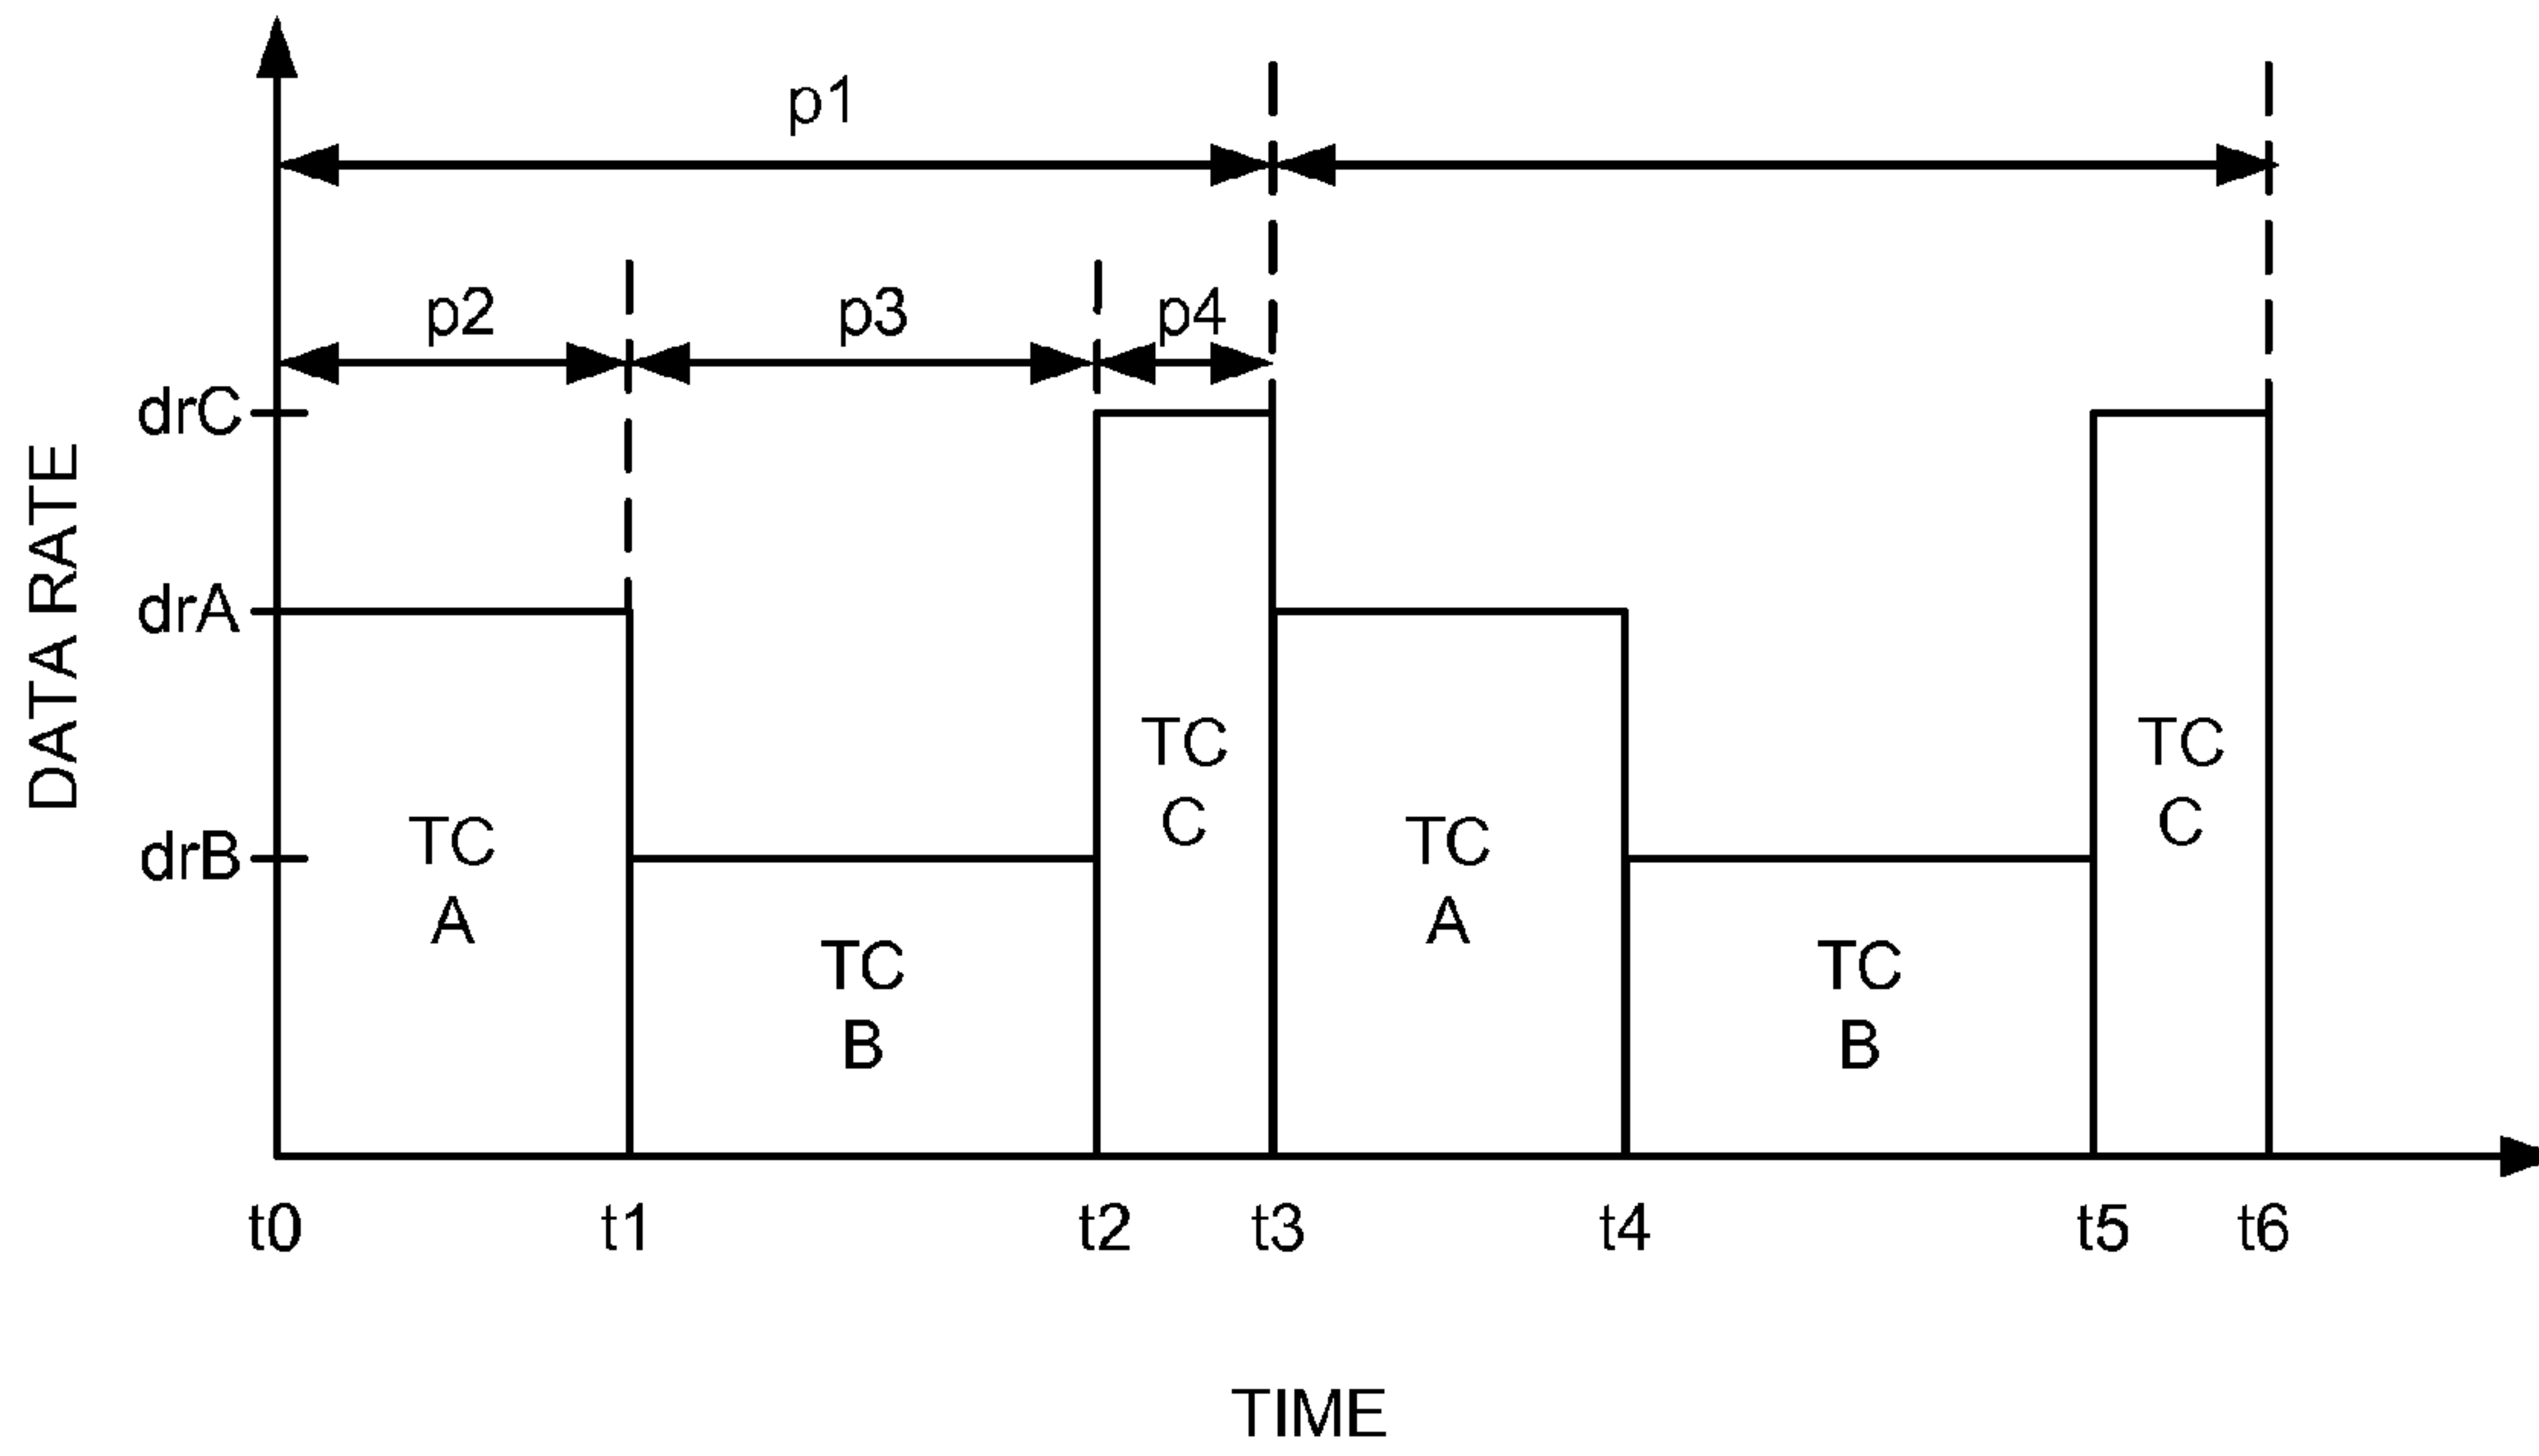 p1
p2 p3 p4
drC
drA
drB
DATA RATE
TC
A
TC
B
TC
C
TC
A
TC
B
TC
C
t0 t1 t2 t3 t4 t5 t6
TIME